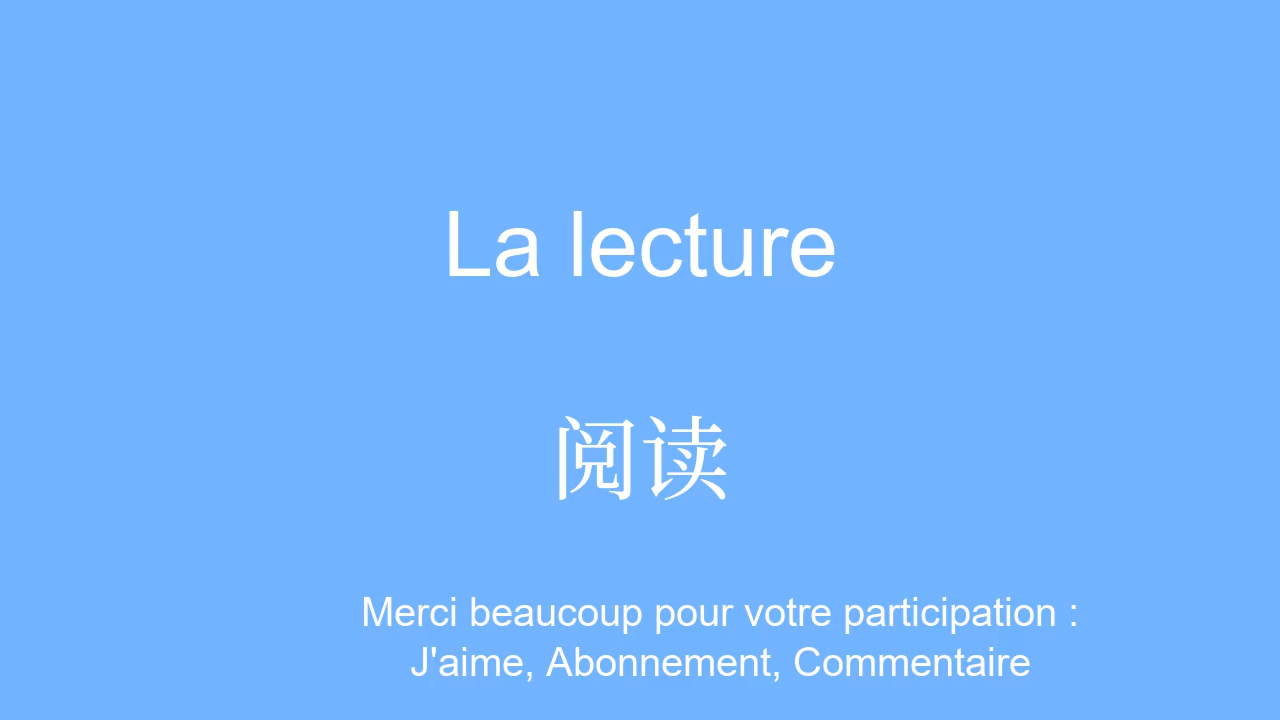 La lecture
阅读
Merci beaucoup pour votre participation :
J'aime, Abonnement, Commentaire